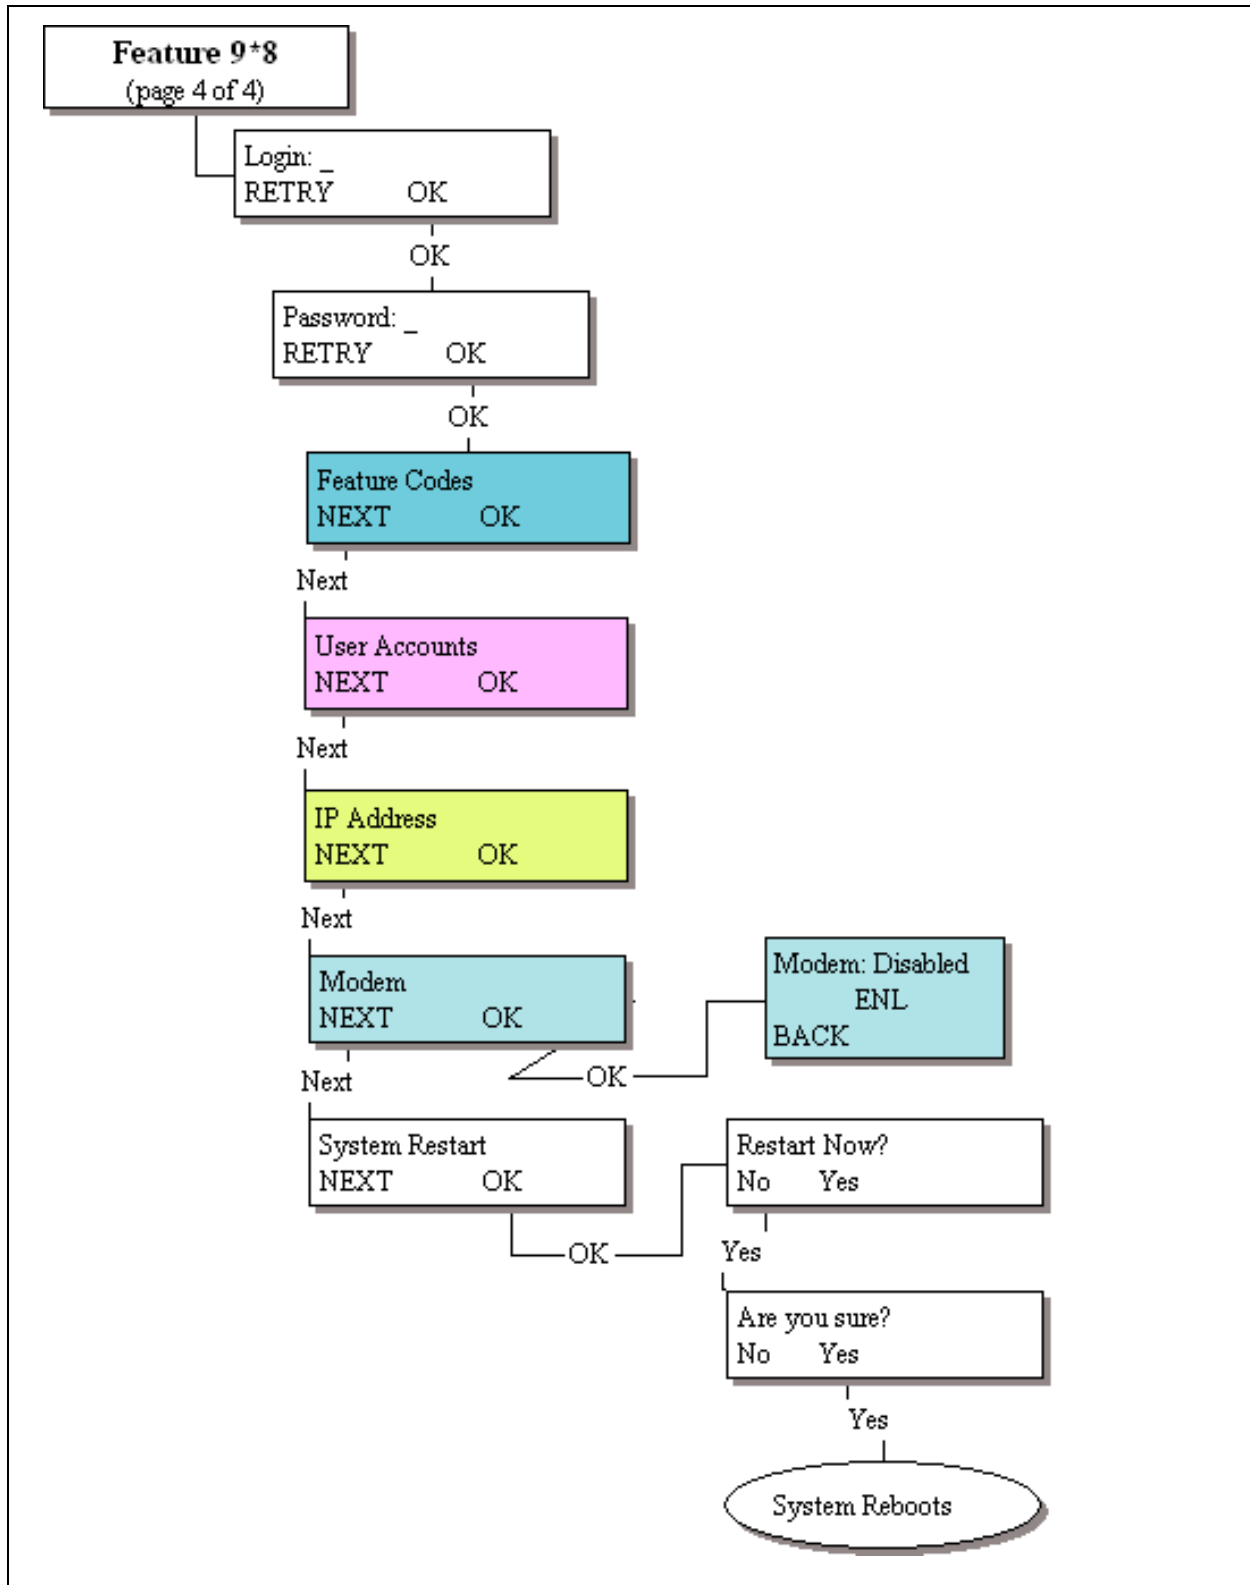 Feature 9*8
(page 4 of 4)
Login: _
RETRY OK
OK
Password: _
RETRY OK
OK
Feature Codes
NEXT OK
Next
User Accounts
NEXT OK
Next
IP Address
NEXT OK
Next
Modem
NEXT OK
OK
Modem: Disabled
ENL
BACK
Next
System Restart
NEXT OK
OK
Restart Now?
No Yes
Yes
Are you sure?
No Yes
Yes
System Reboots